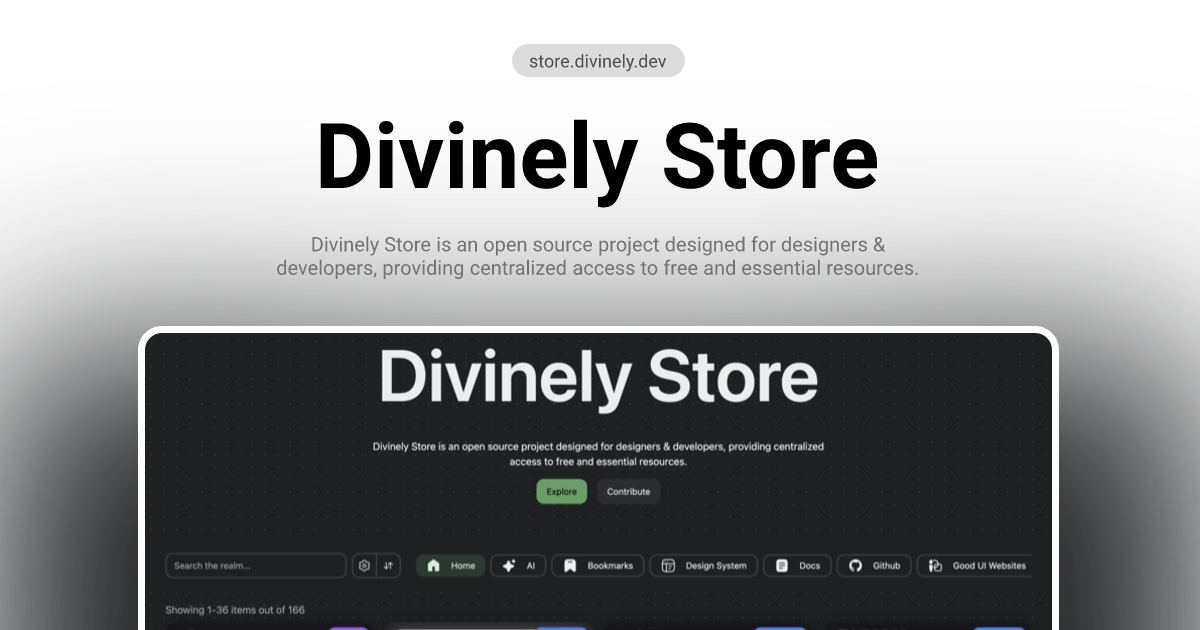 store.divinely.dev
Divinely Store
Divinely Store is an open source project designed for designers &
developers, providing centralized access to free and essential resources.
Divinely Store
Divinely Store is an open source project designed for designers & developers, providing centralized
access to free and essential resources.
Explore Contribute
Search the realm... Home AI Bookmarks Design System Docs Github Good UI Websites
Showing 1-36 items out of 166